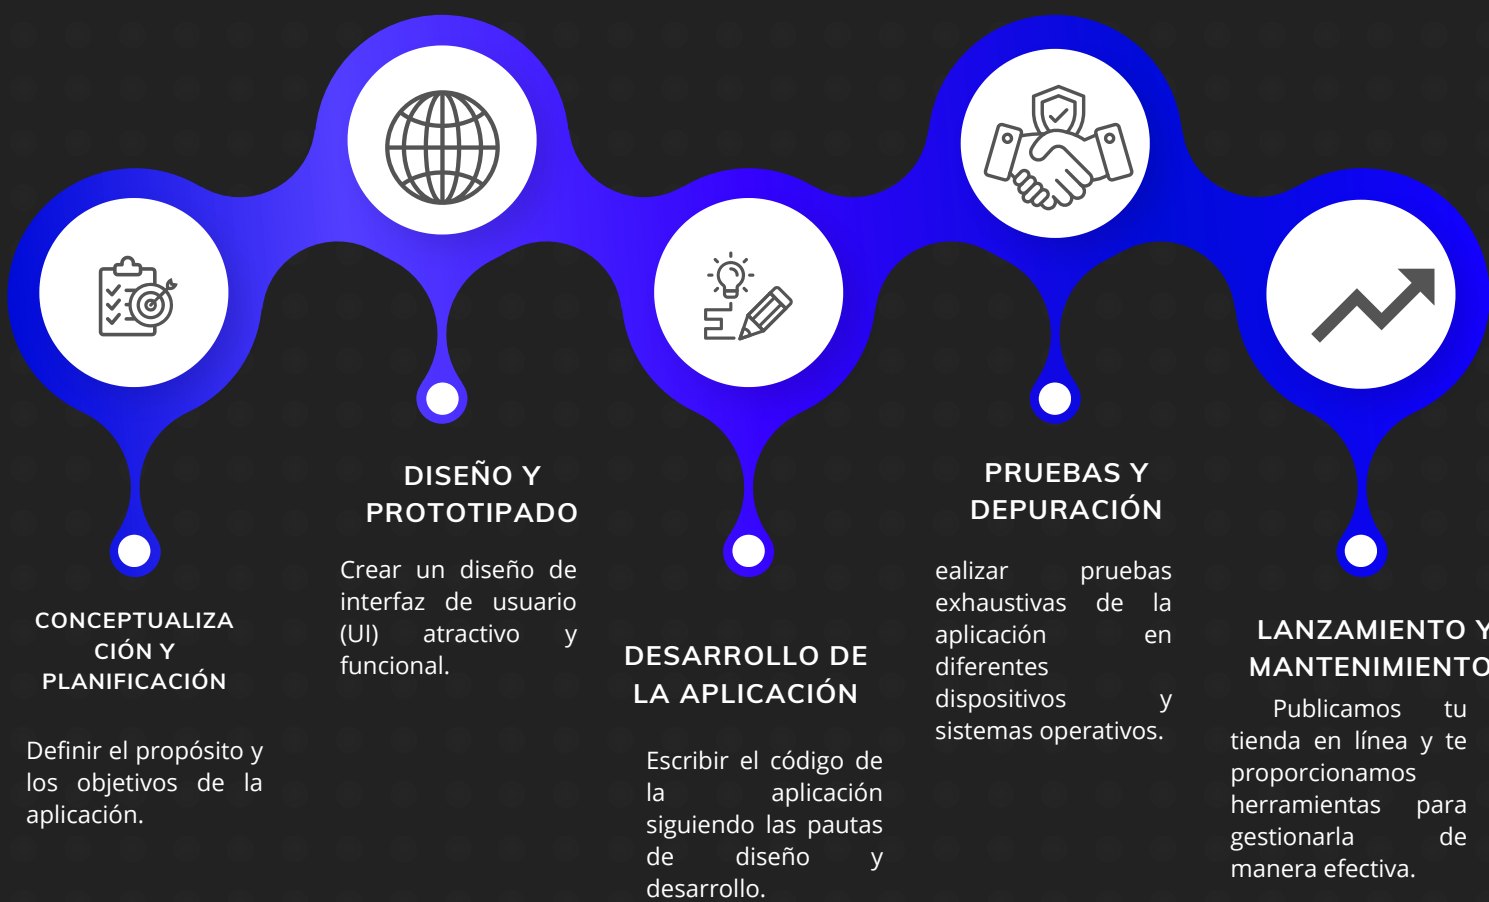 CONCEPTUALIZA
CIÓN Y
PLANIFICACIÓN
Definir el propósito y
los objetivos de la
aplicación.
DISEÑO Y
PROTOTIPADO
Crear un diseño de
interfaz de usuario
(UI) atractivo y
funcional.
DESARROLLO DE
LA APLICACIÓN
Escribir el código de
la aplicación
siguiendo las pautas
de diseño y
desarrollo.
PRUEBAS Y
DEPURACIÓN
ealizar pruebas
exhaustivas de la
aplicación en
diferentes
dispositivos y
sistemas operativos.
LANZAMIENTO Y
MANTENIMIENTO
Publicamos tu
tienda en línea y te
proporcionamos
herramientas para
gestionarla de
manera efectiva.